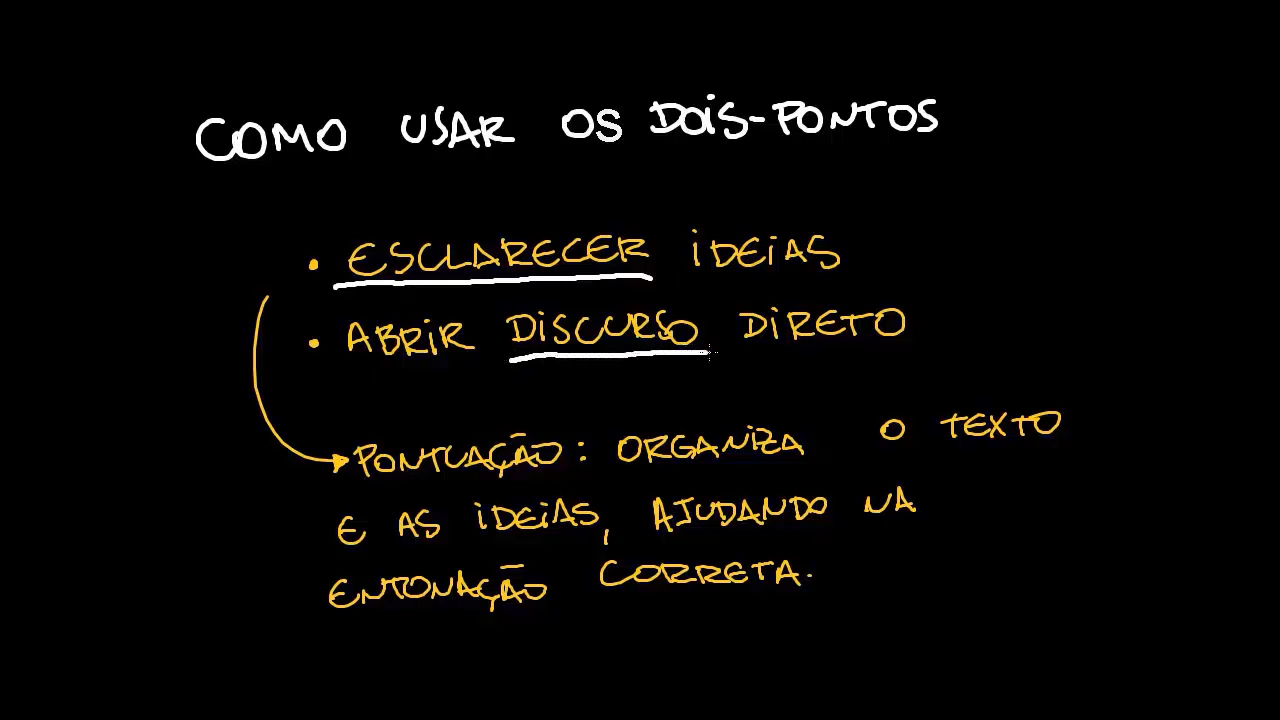 COMO USAR OS DOIS-PONTOS
• ESCLARECER IDEIAS
• ABRIR DISCURSO DIRETO
PONTUAÇÃO: ORGANIZA O TEXTO
E AS IDEIAS, AJUDANDO NA
ENTONAÇÃO CORRETA.